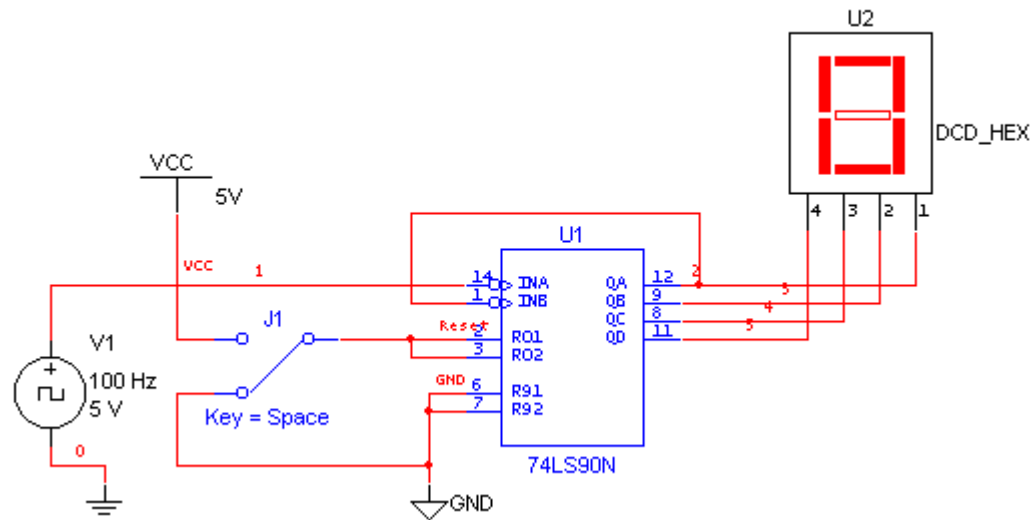 U2
DCD_HEX
4 3 2 1
VCC
5V
U1
VCC
1
14 INA QA 12 2
3
1 INB QB 9
4
QC 8
5
J1
Reset
2 RO1 QD 11
3 RO2
V1
100 Hz
5 V
GND
6 R91
7 R92
Key = Space
0
74LS90N
GND